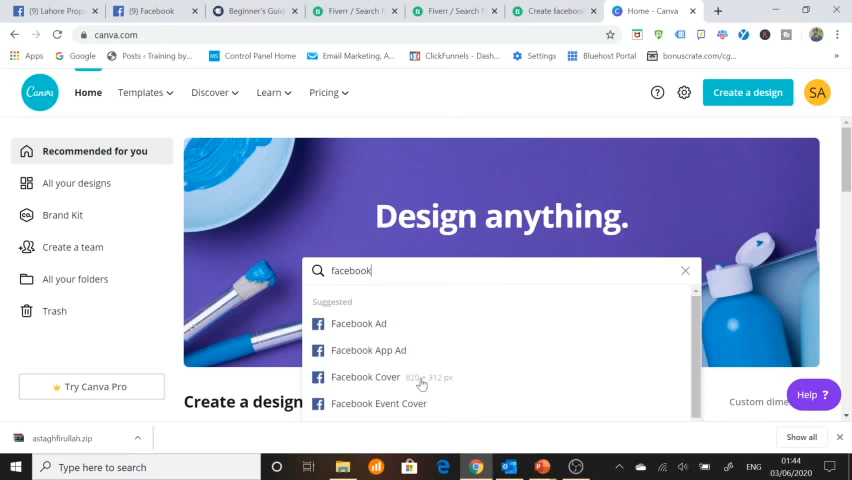 (9) Lahore Prop
(9) Facebook
Beginner's Guid
Fiverr / Search R
Fiverr / Search R
Create facebook
Home - Canva
canva.com
Apps
Google
Posts ‹ Training by...
Control Panel Home
Email Marketing, A...
ClickFunnels - Dash...
Settings
Bluehost Portal
bonuscrate.com/cg...
Canva
Home
Templates
Discover
Learn
Pricing
Create a design
SA
Recommended for you
All your designs
Brand Kit
Create a team
All your folders
Trash
Try Canva Pro
Design anything.
facebook
Suggested
Facebook Ad
Facebook App Ad
Facebook Cover 820 × 312 px
Facebook Event Cover
Create a design
Custom dime
Help ?
astaghfirullah.zip
Show all
Type here to search
ENG
01:44
03/06/2020